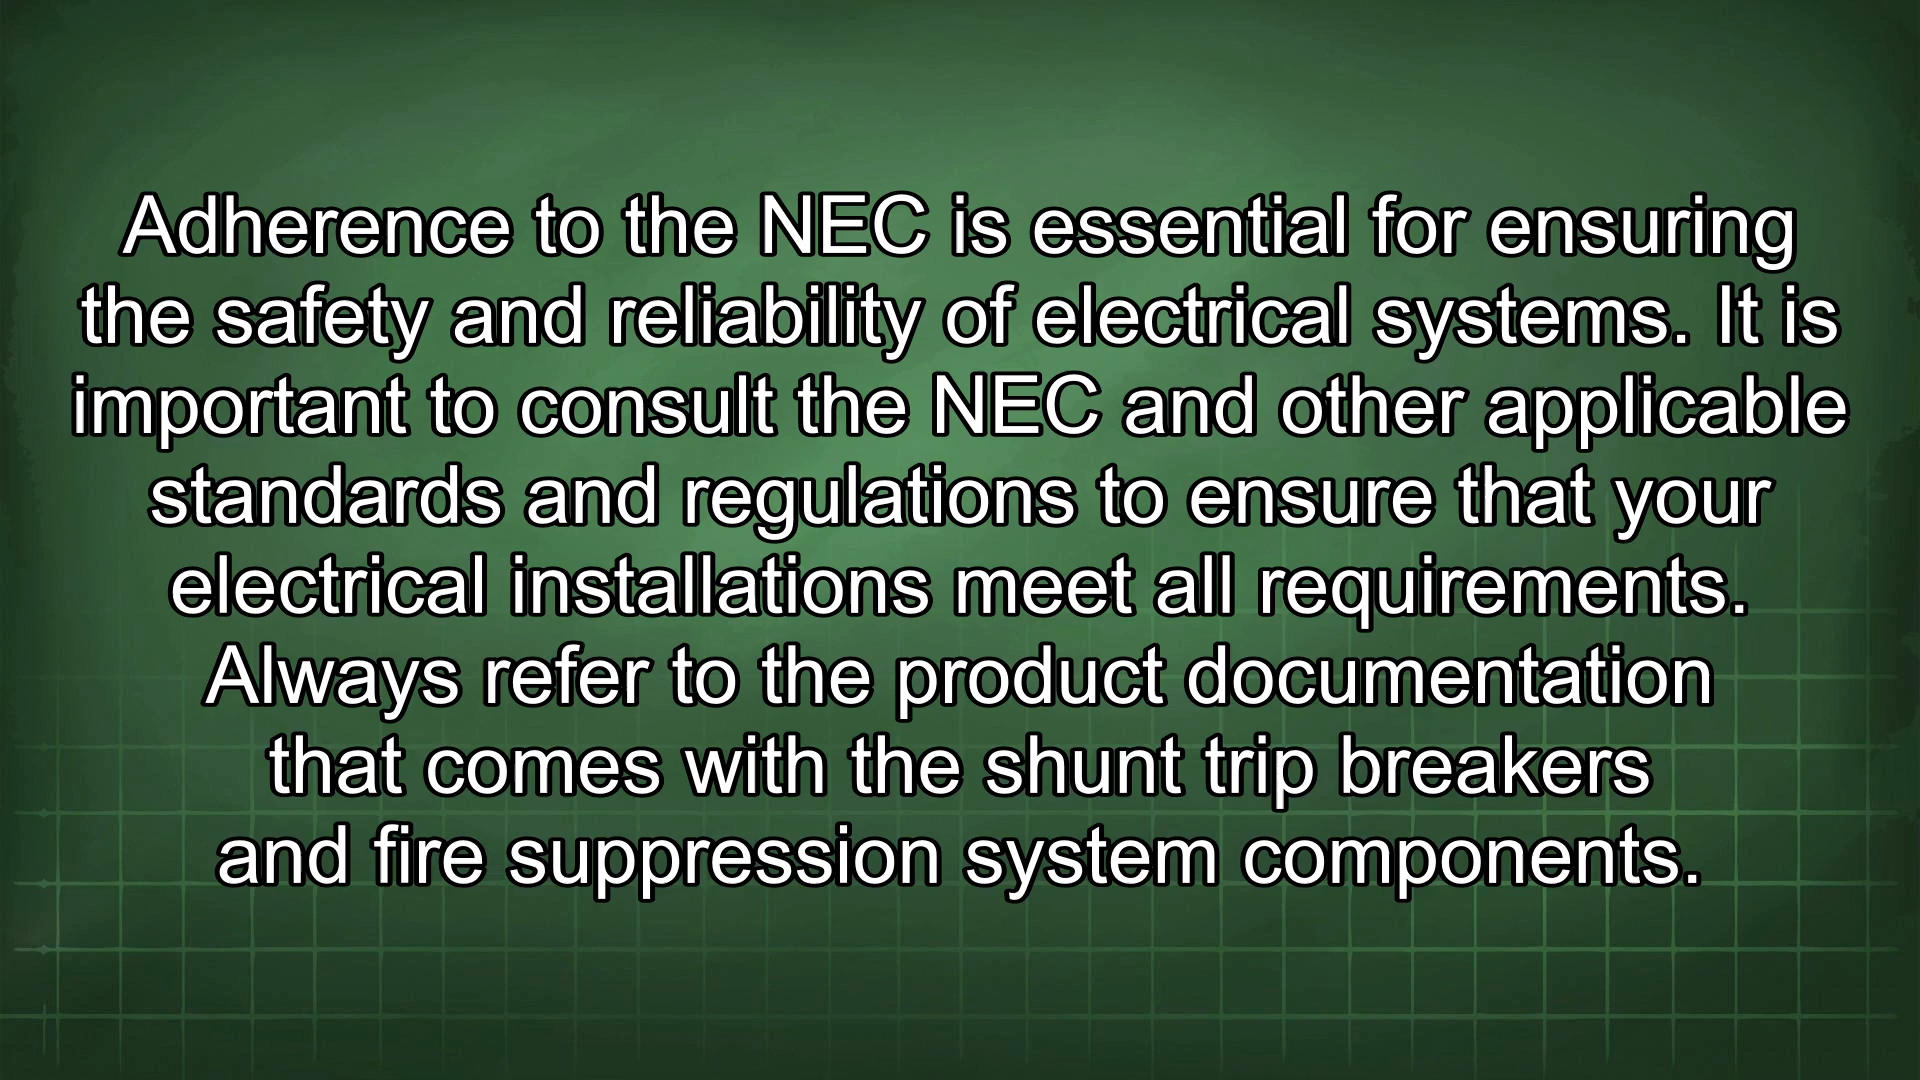 Adherence to the NEC is essential for ensuring
the safety and reliability of electrical systems. It is
important to consult the NEC and other applicable
standards and regulations to ensure that your
electrical installations meet all requirements.
Always refer to the product documentation
that comes with the shunt trip breakers
and fire suppression system components.